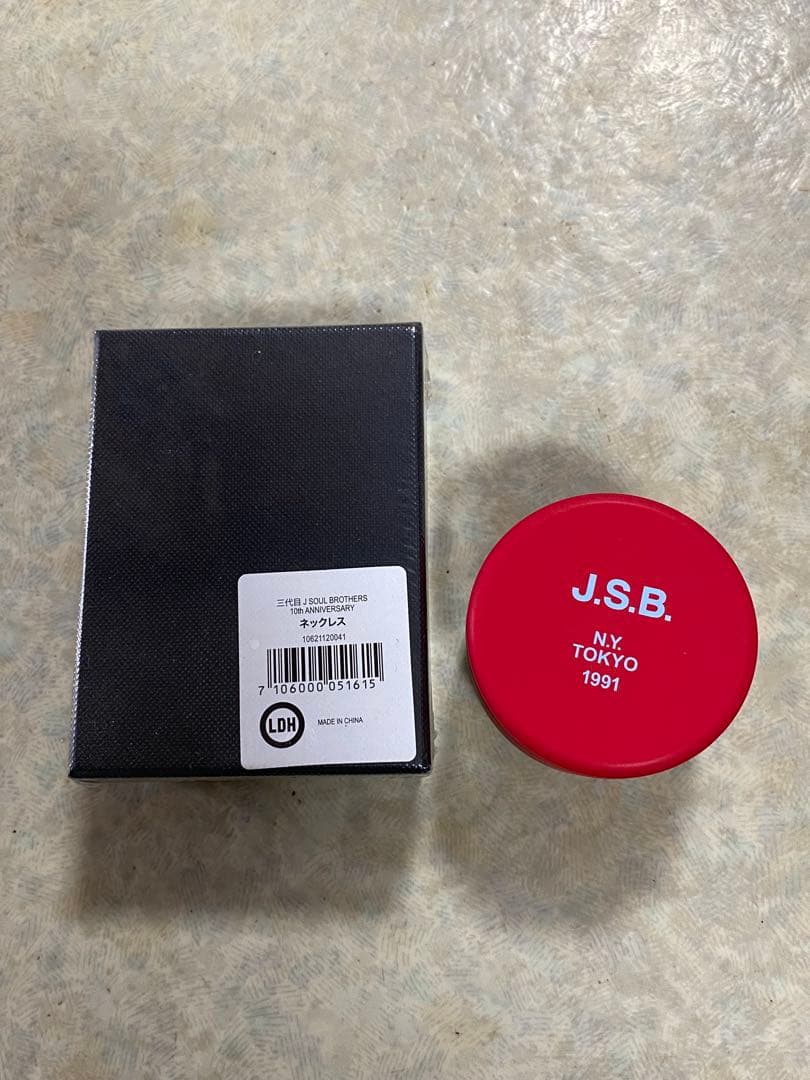 三代目 J SOUL BROTHERS
10th ANNIVERSARY
ネックレス
10621120041
7 106000 051615
LDH
MADE IN CHINA
J.S.B.
N.Y.
TOKYO
1991